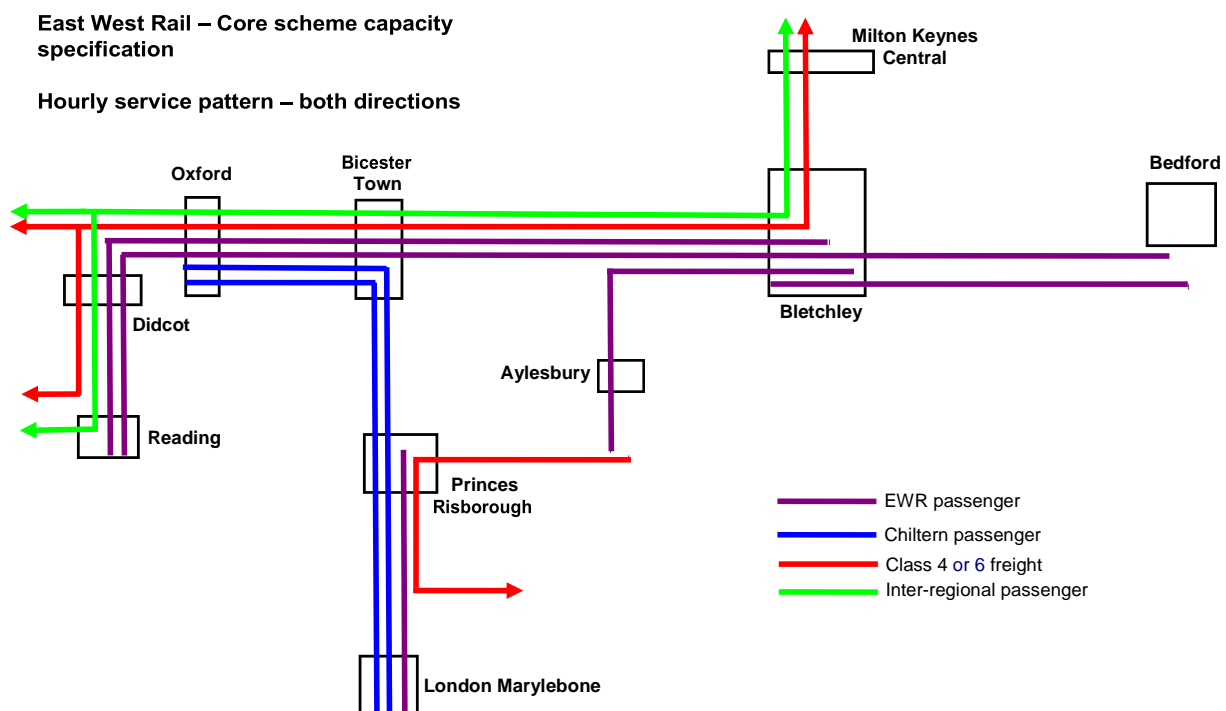 East West Rail – Core scheme capacity
specification
Hourly service pattern – both directions
Milton Keynes
Central
Oxford
Bicester
Town
Bedford
Didcot
Bletchley
Aylesbury
Reading
Princes
Risborough
EWR passenger
Chiltern passenger
Class 4 or 6 freight
Inter-regional passenger
London Marylebone